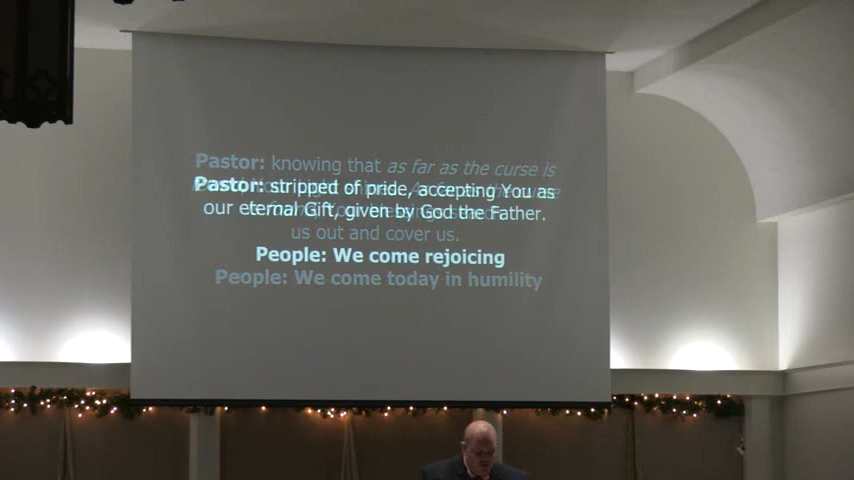 Pastor: knowing that as far as the curse is
Pastor: stripped of pride, accepting You as
our eternal Gift, given by God the Father.
us out and cover us.
People: We come rejoicing
People: We come today in humility